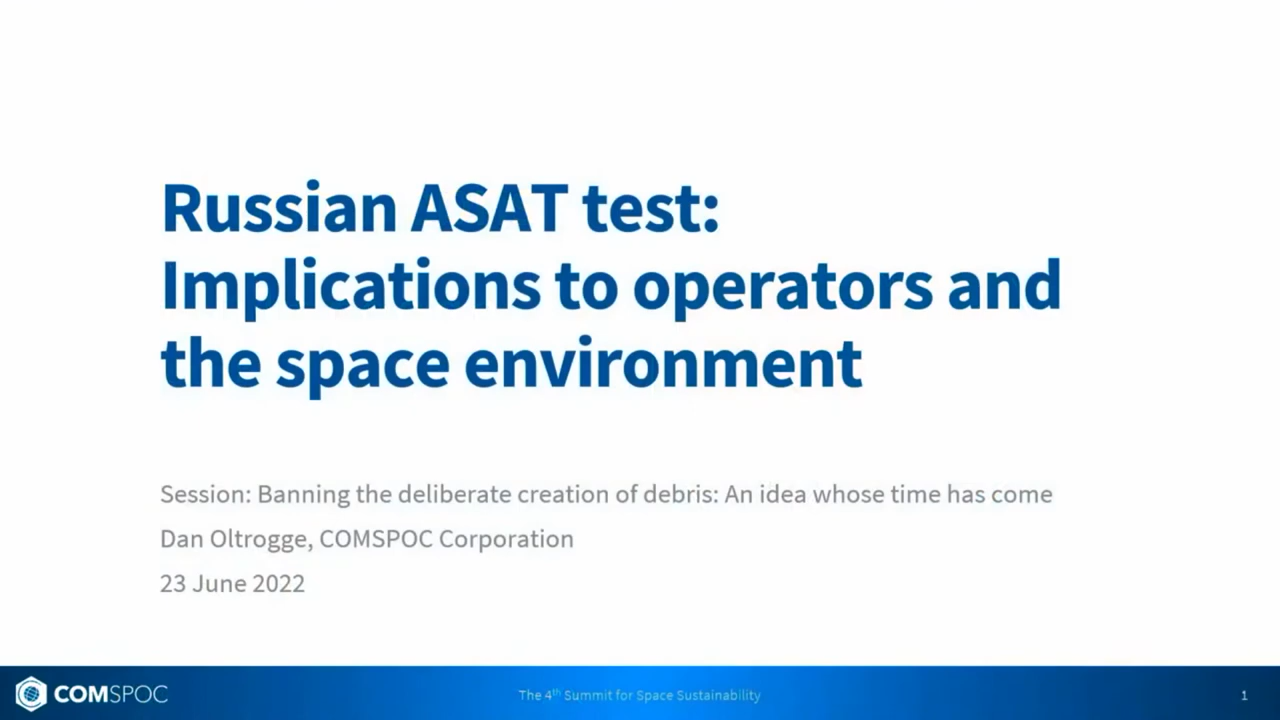 Russian ASAT test:
Implications to operators and
the space environment
Session: Banning the deliberate creation of debris: An idea whose time has come
Dan Oltrogge, COMSPOC Corporation
23 June 2022
COMSPOC
The 4th Summit for Space Sustainability
1